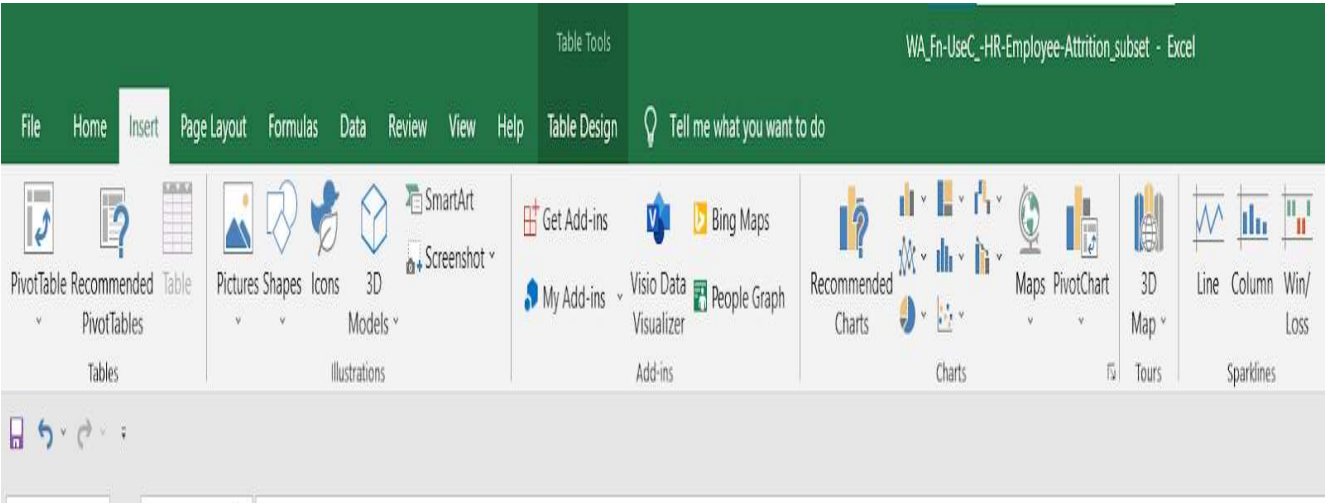 Table Tools
WA_Fn-UseC_-HR-Employee-Attrition_subset - Excel
File Home Insert Page Layout Formulas Data Review View Help Table Design Tell me what you want to do
PivotTable
Recommended
PivotTables
Table
Tables
Pictures
Shapes
Icons
3D
Models
SmartArt
Screenshot
Illustrations
Get Add-ins
My Add-ins
Visio Data
Visualizer
Bing Maps
People Graph
Add-ins
Recommended
Charts
Maps
PivotChart
Charts
3D
Map
Tours
Line
Column
Win/
Loss
Sparklines